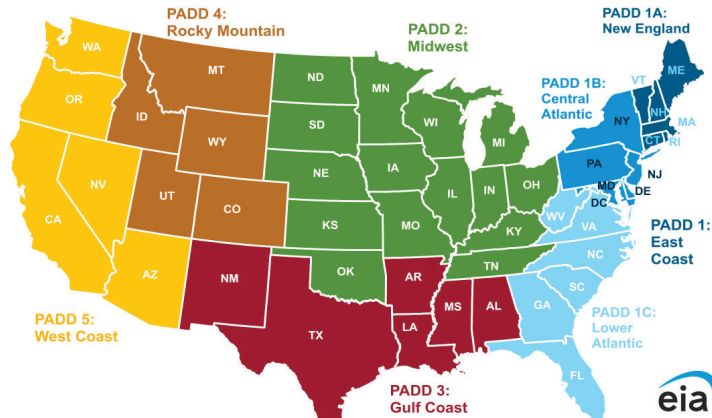 PADD 4:
Rocky Mountain
PADD 2:
Midwest
PADD 1A:
New England
PADD 1B:
Central
Atlantic
PADD 1:
East
Coast
PADD 1C:
Lower
Atlantic
PADD 5:
West Coast
PADD 3:
Gulf Coast
WA
OR
CA
NV
AZ
MT
ID
WY
UT
CO
ND
SD
NE
KS
OK
MN
IA
MO
WI
IL
MI
IN
OH
KY
TN
NM
TX
AR
LA
MS
AL
VT
ME
NH
MA
CT
RI
NY
PA
NJ
MD
DE
DC
WV
VA
NC
SC
GA
FL
eia